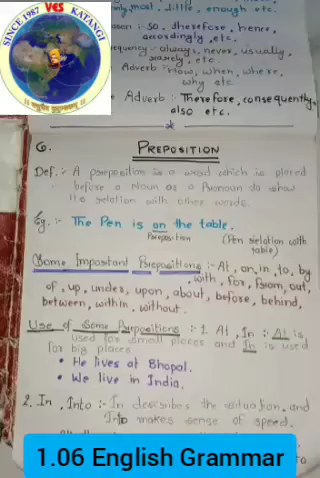 SINCE 1987 VES KATANGI
only, most, little, enough etc.
:- So, therefore, hence,
accordingly, etc.
:- always, never, usually,
rarely, etc.
Adverb :- How, when, where,
why etc
Adverb :- Therefore, consequently,
also etc.
6. PREPOSITION
Def. :- A preposition is a word which is placed
before a Noun or a Pronoun to show
the relation with other words.
Eg. :- The Pen is on the table.
Preposition (Pen relation with
table)
Some Important Prepositions :- At, on, in, to, by
, with, for, From, out,
of, up, under, upon, about, before, behind,
between, within, without.
Use of Some Prepositions :- 1. At, In :- At is
used for small places and In is used
for big places.
• He lives at Bhopal.
• We live in India.
2. In, Into :- In describes the situation, and
Into makes sense of speed.
to
1.06 English Grammar